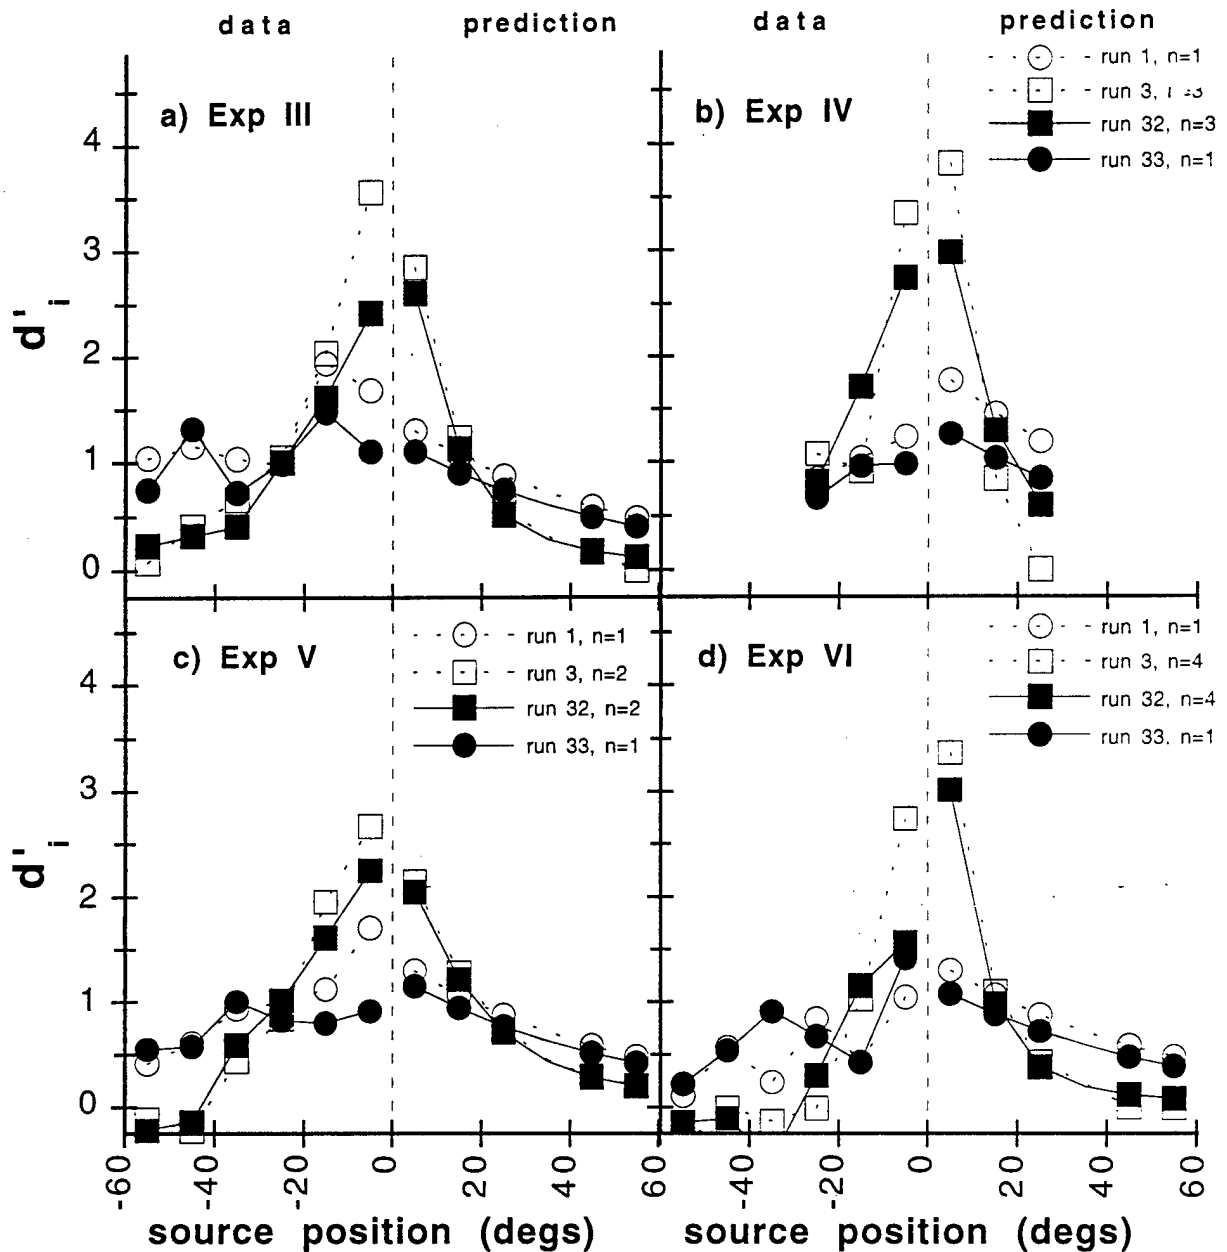 data prediction data prediction
a) Exp III
b) Exp IV
run 1, n=1
run 3,
run 32, n=3
run 33, n=1
4
3
2
1
0
d'i
c) Exp V
run 1, n=1
run 3, n=2
run 32, n=2
run 33, n=1
d) Exp VI
run 1, n=1
run 3, n=4
run 32, n=4
run 33, n=1
4
3
2
1
0
d'i
-60 -40 -20 0 20 40 60 -40 -20 0 20 40 60
source position (degs) source position (degs)